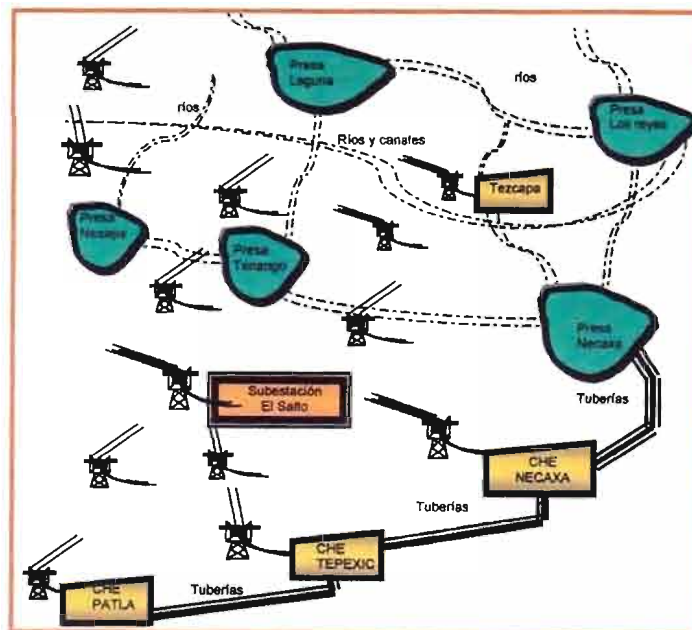 Presa
Laguna
ríos
Presa
Los reyes
ríos
Ríos y canales
Tezcapa
Presa
Nexapa
Presa
Tenango
Presa
Necaxa
Tuberías
Subestación
El Salto
CHE
NECAXA
Tuberías
CHE
TEPEXIC
CHE
PATLA
Tuberías